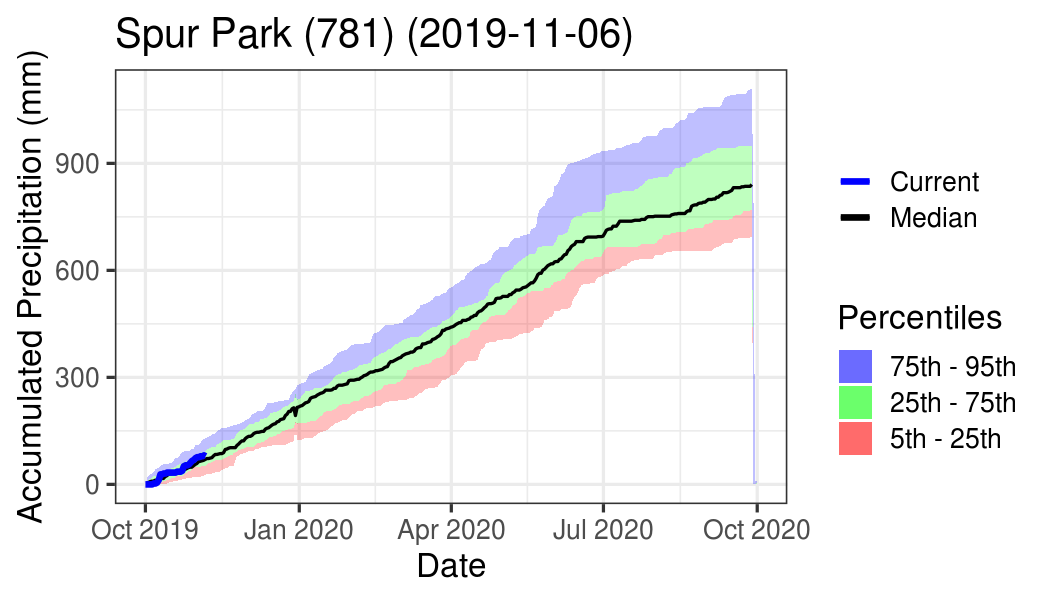 Spur Park (781) (2019-11-06)
Accumulated Precipitation (mm)
900
600
300
0
Oct 2019
Jan 2020
Apr 2020
Jul 2020
Oct 2020
Date
Current
Median
Percentiles
75th - 95th
25th - 75th
5th - 25th